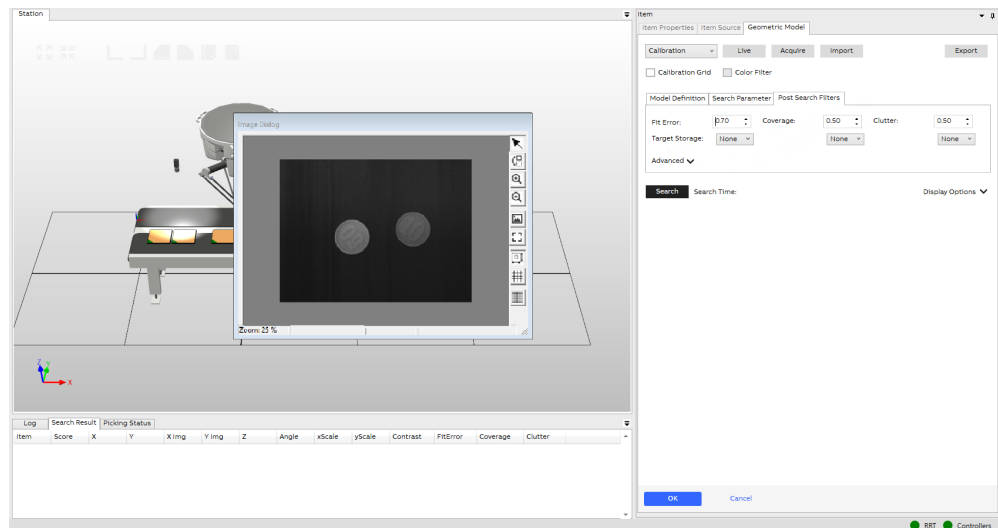 Station
Item
Item Properties Item Source Geometric Model
Calibration Live Acquire Import Export
Calibration Grid Color Filter
Model Definition Search Parameter Post Search Filters
Fit Error: 0.70 Coverage: 0.50 Clutter: 0.50
Target Storage: None None None
Advanced
Search Search Time: Display Options
Image Dialog
Zoom: 25 %
Z Y
X
Log Search Result Picking Status
Item Score X Y X Img Y Img Z Angle xScale yScale Contrast FitError Coverage Clutter
OK Cancel
RRT Controllers